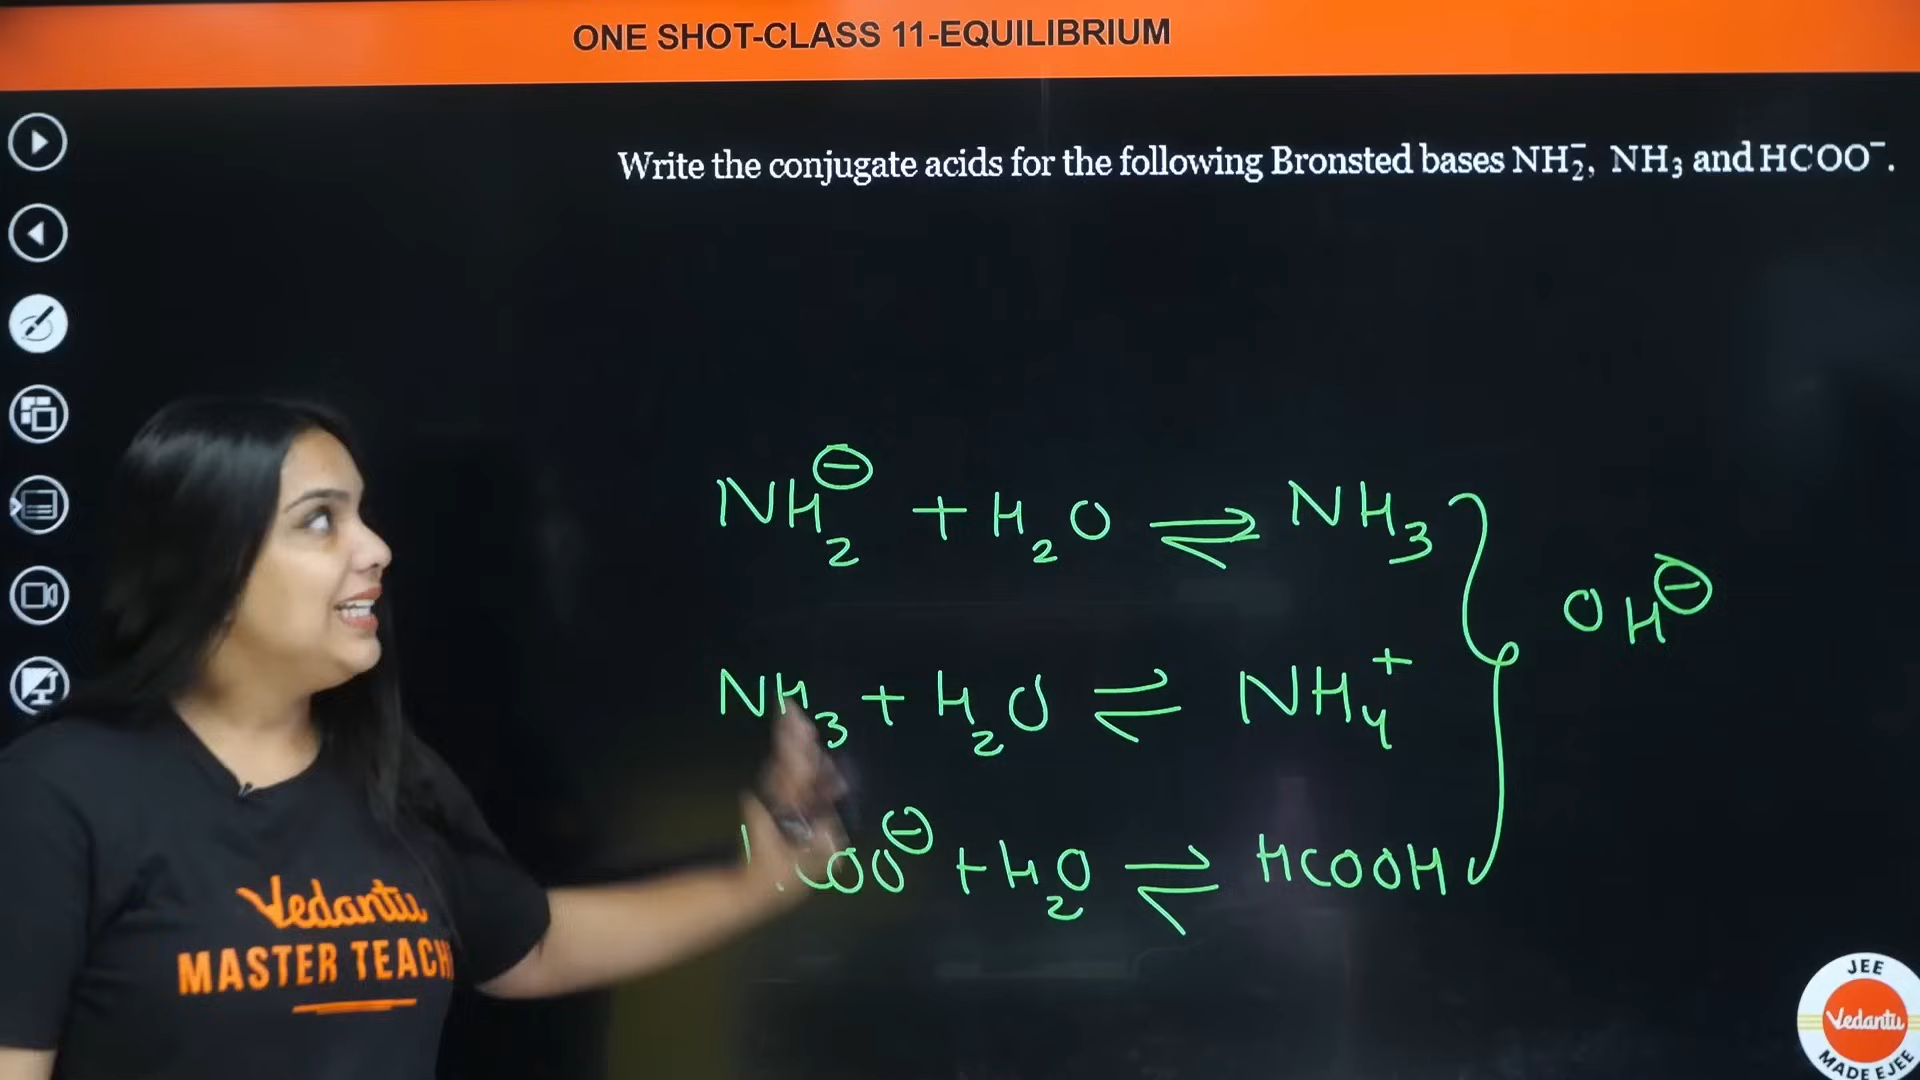 ONE SHOT-CLASS 11-EQUILIBRIUM
Write the conjugate acids for the following Bronsted bases NH₂⁻, NH₃ and HCOO⁻.
NH₂⊖ + H₂O ⇌ NH₃
OH⊖
NH₃ + H₂O ⇌ NH₄⁺
COO⊖ + H₂O ⇌ HCOOH
Vedantu
MASTER TEACH
JEE
Vedantu
MADE EJEE